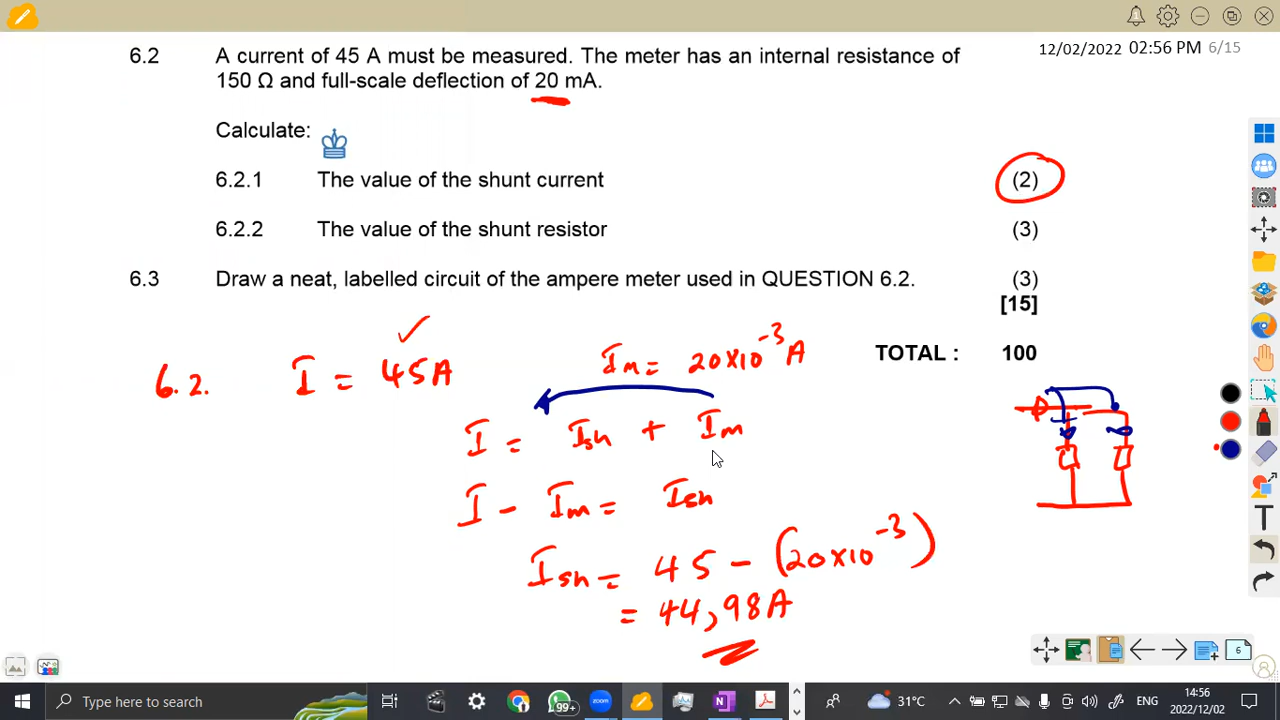 12/02/2022 02:56 PM 6/15
6.2 A current of 45 A must be measured. The meter has an internal resistance of
150 Ω and full-scale deflection of 20 mA.
Calculate:
6.2.1 The value of the shunt current (2)
6.2.2 The value of the shunt resistor (3)
6.3 Draw a neat, labelled circuit of the ampere meter used in QUESTION 6.2. (3)
[15]
TOTAL : 100
6.2. I = 45A ✓ Im = 20x10⁻³ A
I = Ish + Im
I - Im = Ish
Ish = 45 - (20x10⁻³)
= 44,98A
T
6
Type here to search
99+
31°C
ENG
14:56
2022/12/02